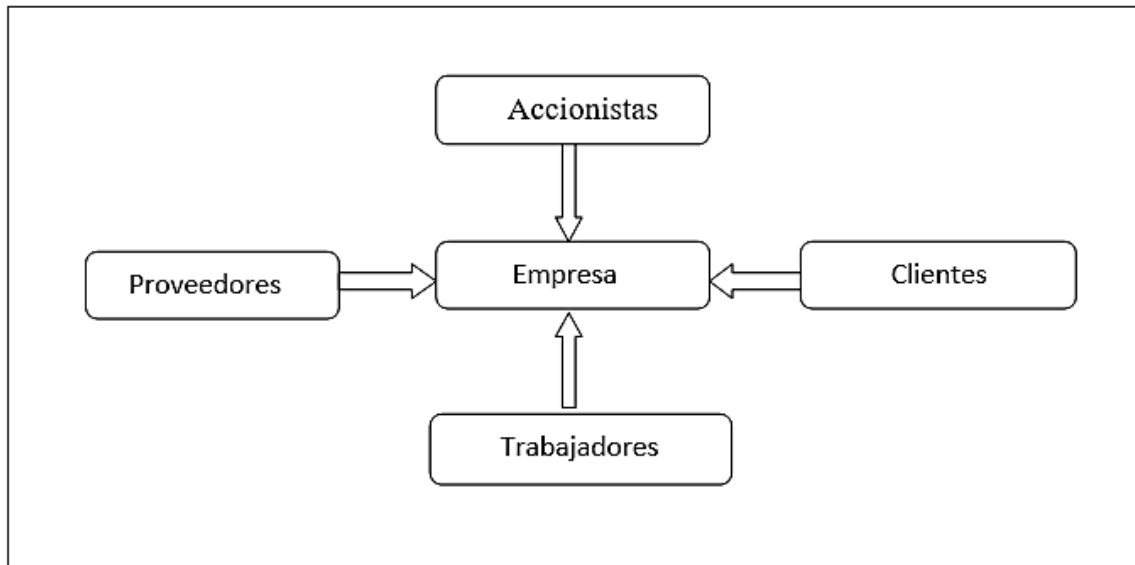 Accionistas
Proveedores
Empresa
Clientes
Trabajadores